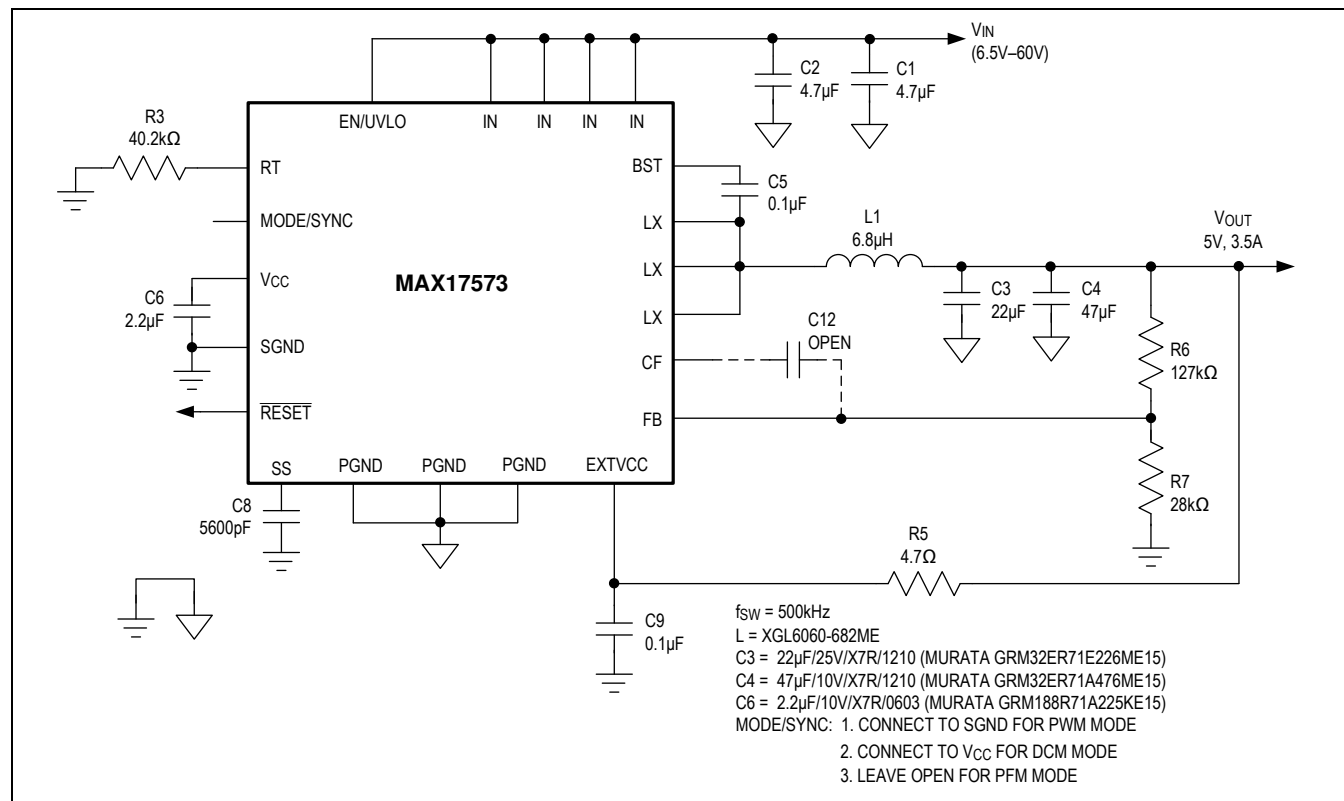 VIN
(6.5V–60V)
C2
4.7µF
C1
4.7µF
R3
40.2kΩ
EN/UVLO
IN
IN
IN
IN
RT
BST
C5
0.1µF
MODE/SYNC
LX
L1
6.8µH
VOUT
5V, 3.5A
MAX17573
LX
VCC
C6
2.2µF
C3
22µF
C4
47µF
LX
C12
OPEN
SGND
CF
R6
127kΩ
RESET
FB
SS
PGND
PGND
PGND
EXTVCC
R7
28kΩ
C8
5600pF
R5
4.7Ω
C9
0.1µF
fSW = 500kHz
L = XGL6060-682ME
C3 = 22µF/25V/X7R/1210 (MURATA GRM32ER71E226ME15)
C4 = 47µF/10V/X7R/1210 (MURATA GRM32ER71A476ME15)
C6 = 2.2µF/10V/X7R/0603 (MURATA GRM188R71A225KE15)
MODE/SYNC: 1. CONNECT TO SGND FOR PWM MODE
2. CONNECT TO VCC FOR DCM MODE
3. LEAVE OPEN FOR PFM MODE